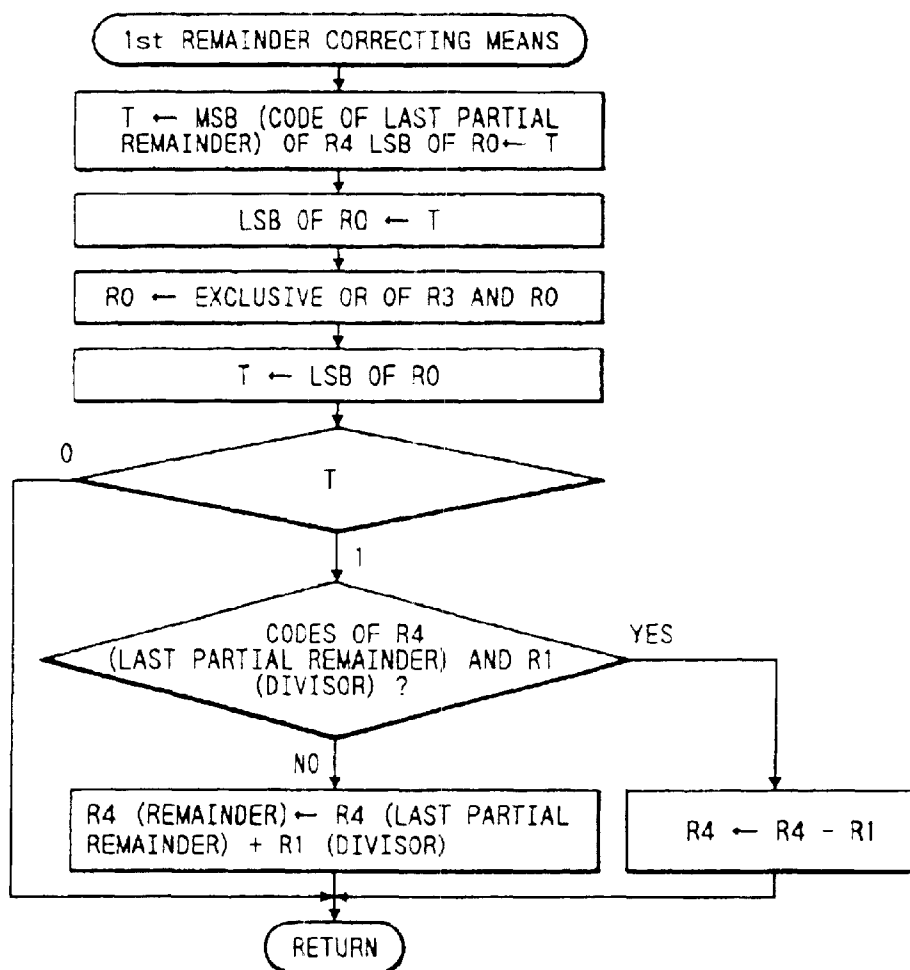 1st REMAINDER CORRECTING MEANS
T ← MSB (CODE OF LAST PARTIAL
REMAINDER) OF R4 LSB OF R0 ← T
LSB OF R0 ← T
R0 ← EXCLUSIVE OR OF R3 AND R0
T ← LSB OF R0
0
T
1
CODES OF R4
(LAST PARTIAL REMAINDER) AND R1
(DIVISOR) ?
YES
NO
R4 (REMAINDER) ← R4 (LAST PARTIAL
REMAINDER) + R1 (DIVISOR)
R4 ← R4 - R1
RETURN